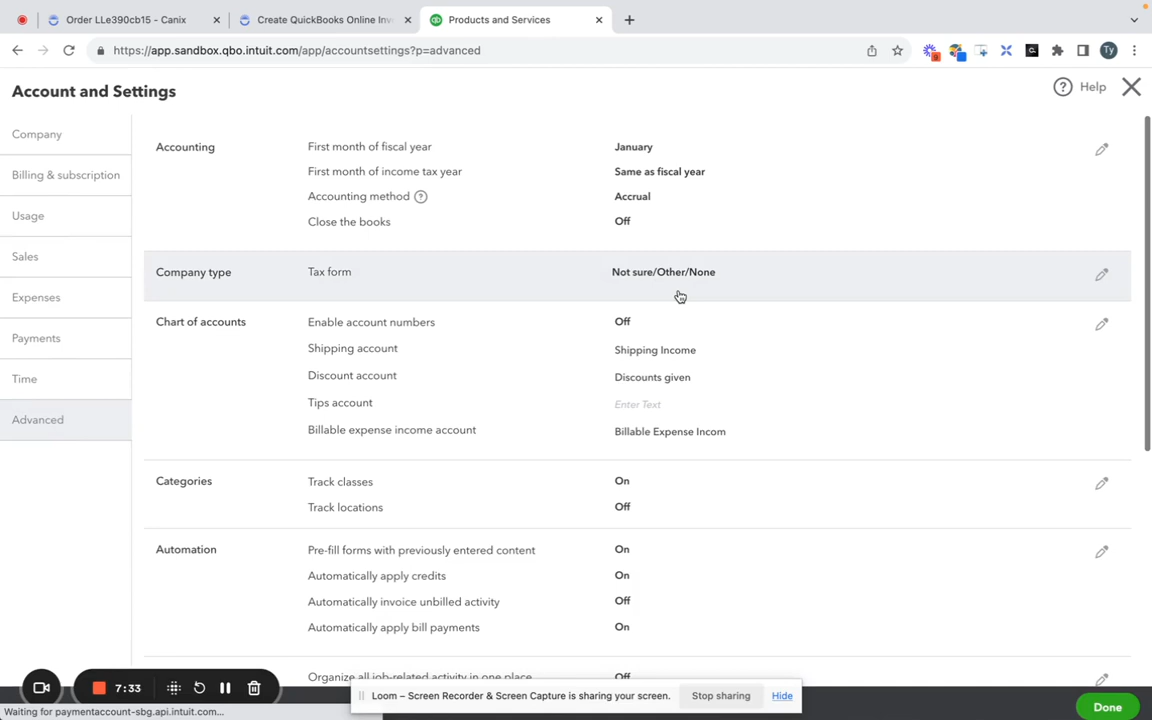 Order LLe390cb15 - Canix
Create QuickBooks Online Inv
Products and Services
https://app.sandbox.qbo.intuit.com/app/accountsettings?p=advanced
9
Ty
Account and Settings
? Help
Company
Billing & subscription
Usage
Sales
Expenses
Payments
Time
Advanced
Accounting
First month of fiscal year January
First month of income tax year Same as fiscal year
Accounting method ? Accrual
Close the books Off
Company type Tax form Not sure/Other/None
Chart of accounts Enable account numbers Off
Shipping account Shipping Income
Discount account Discounts given
Tips account Enter Text
Billable expense income account Billable Expense Incom
Categories Track classes On
Track locations Off
Automation Pre-fill forms with previously entered content On
Automatically apply credits On
Automatically invoice unbilled activity Off
Automatically apply bill payments On
Organize all job-related activity in one place Off
7:33
Loom – Screen Recorder & Screen Capture is sharing your screen.
Stop sharing
Hide
Done
Waiting for paymentaccount-sbg.api.intuit.com...